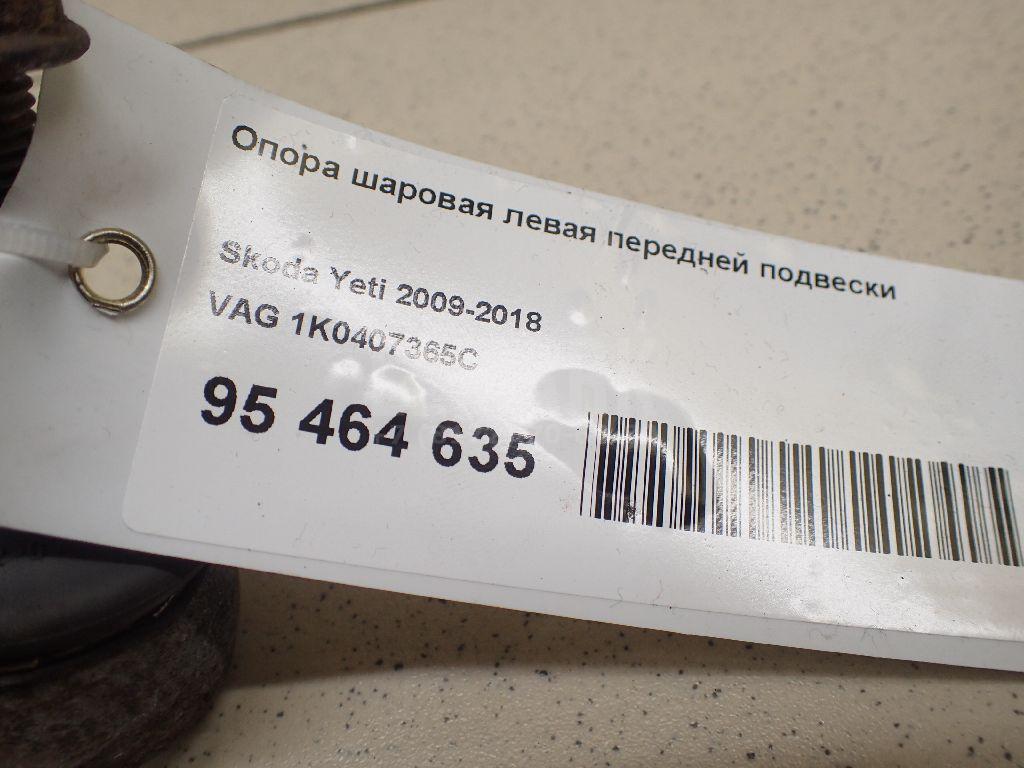 Опора шаровая левая передней подвески
Skoda Yeti 2009-2018
VAG 1K0407365C
95 464 635